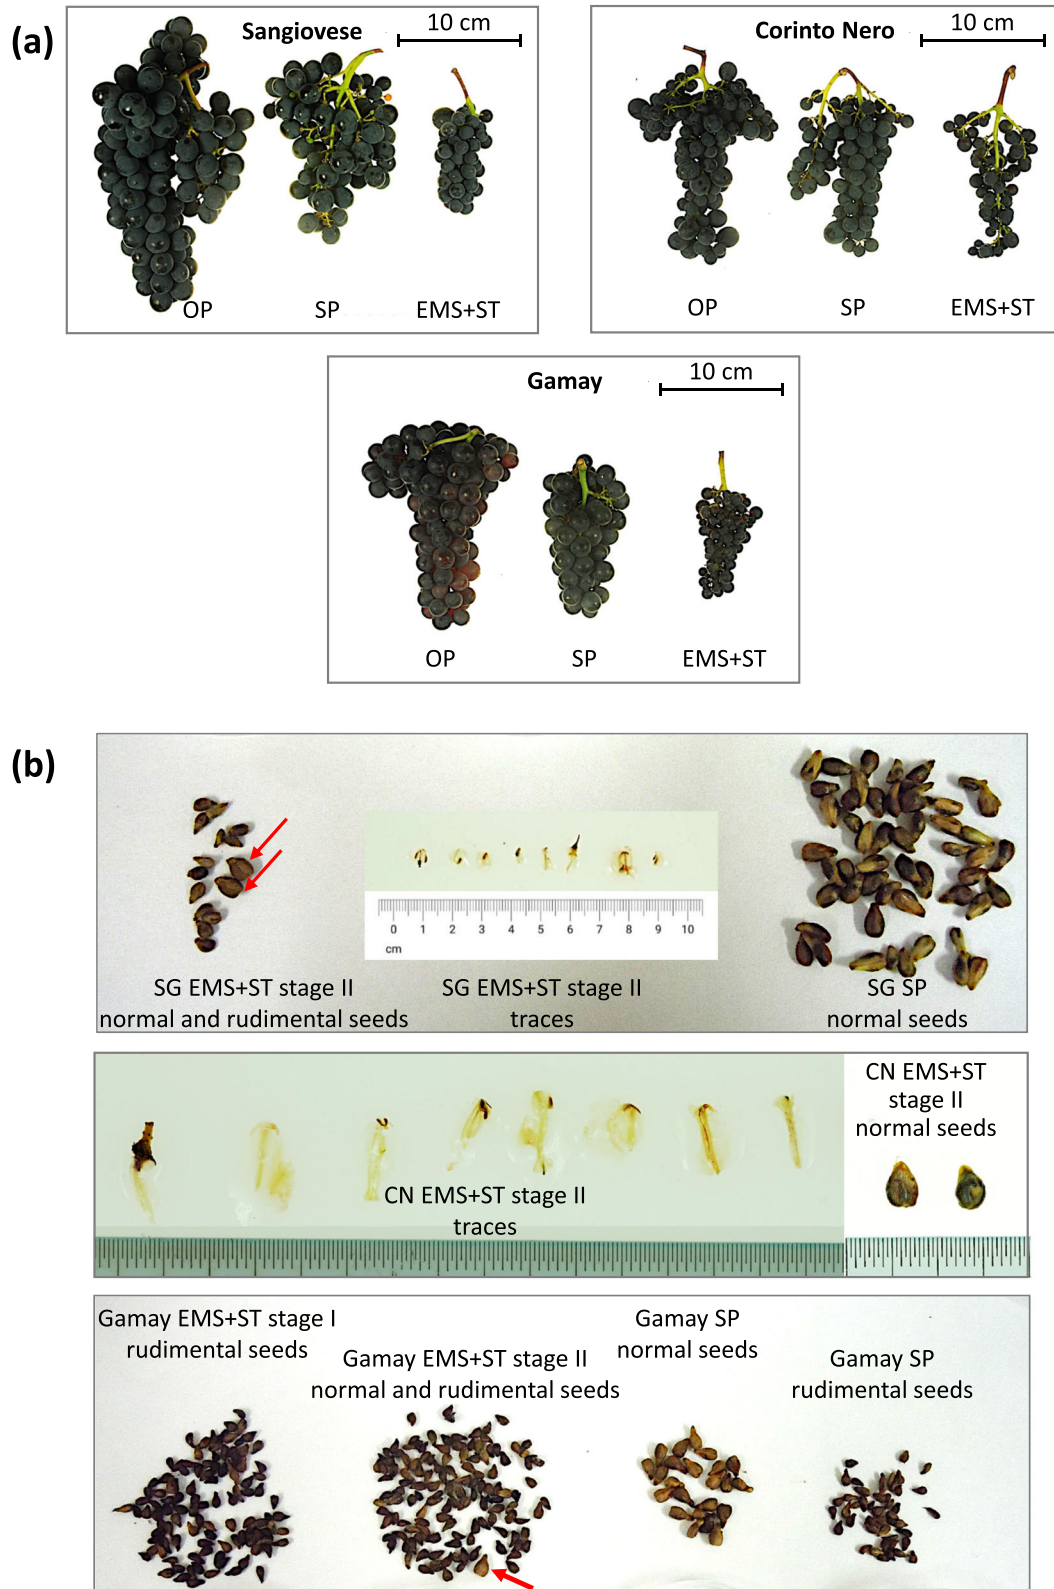 (a)
Sangiovese
10 cm
OP
SP
EMS+ST
Corinto Nero
10 cm
OP
SP
EMS+ST
Gamay
10 cm
OP
SP
EMS+ST
(b)
SG EMS+ST stage II
normal and rudimental seeds
0 1 2 3 4 5 6 7 8 9 10
cm
SG EMS+ST stage II
traces
SG SP
normal seeds
CN EMS+ST stage II
traces
CN EMS+ST
stage II
normal seeds
Gamay EMS+ST stage I
rudimental seeds
Gamay EMS+ST stage II
normal and rudimental seeds
Gamay SP
normal seeds
Gamay SP
rudimental seeds